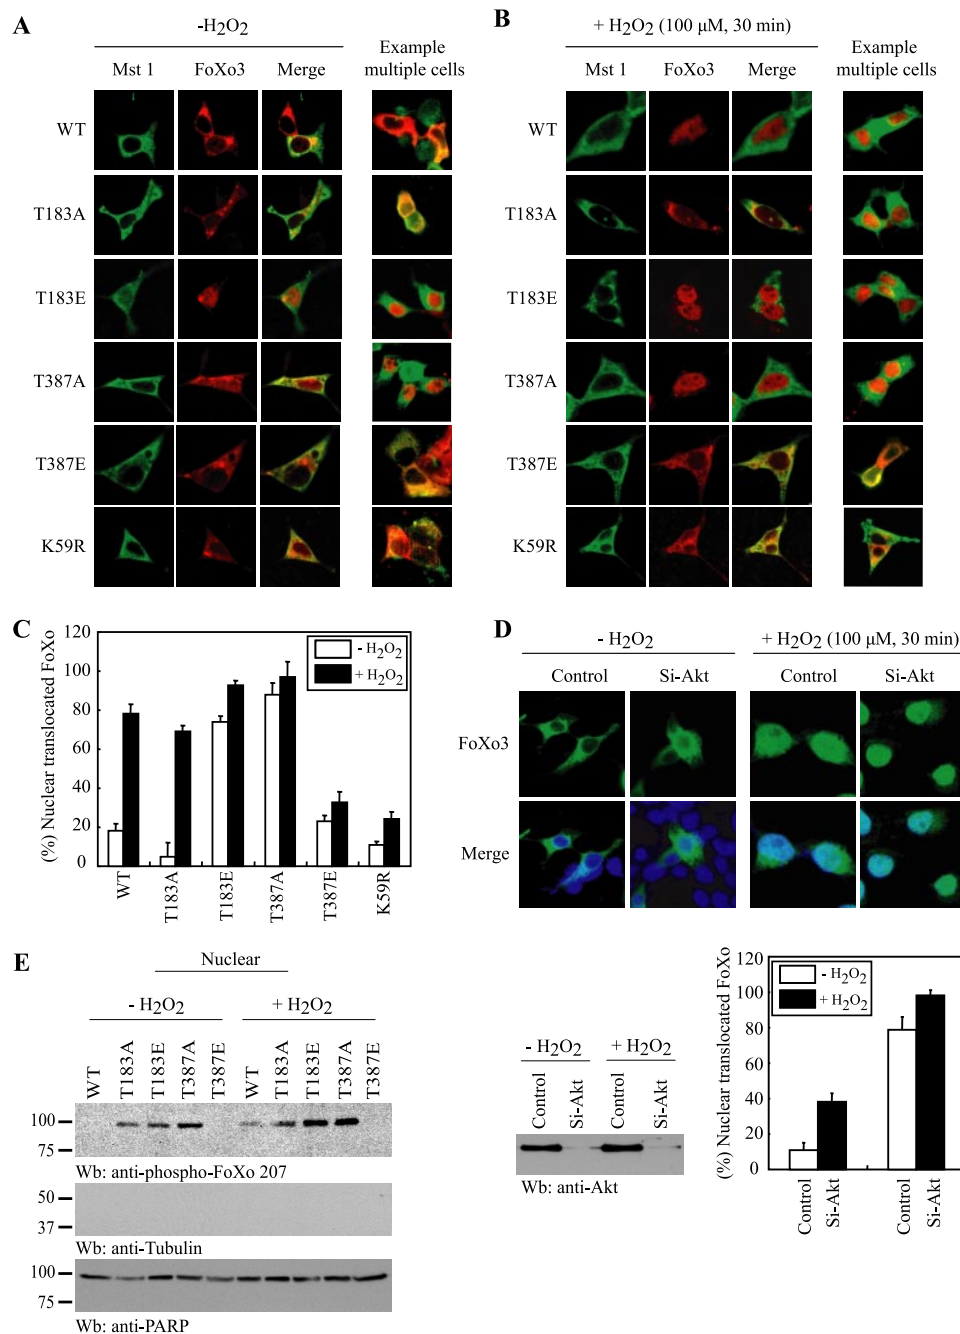 A
-H2O2
Mst 1 FoXo3 Merge
Example
multiple cells
WT
T183A
T183E
T387A
T387E
K59R
B
+ H2O2 (100 µM, 30 min)
Mst 1 FoXo3 Merge
Example
multiple cells
WT
T183A
T183E
T387A
T387E
K59R
C
(%) Nuclear translocated FoXo
120
100
80
60
40
20
0
- H2O2
+ H2O2
WT T183A T183E T387A T387E K59R
D
- H2O2
+ H2O2 (100 µM, 30 min)
Control Si-Akt Control Si-Akt
FoXo3
Merge
- H2O2 + H2O2
Control Si-Akt Control Si-Akt
Wb: anti-Akt
(%) Nuclear translocated FoXo
120
100
80
60
40
20
0
- H2O2
+ H2O2
Control Si-Akt Control Si-Akt
E
Nuclear
- H2O2 + H2O2
WT T183A T183E T387A T387E WT T183A T183E T387A T387E
100
75
Wb: anti-phospho-FoXo 207
50
37
Wb: anti-Tubulin
100
75
Wb: anti-PARP